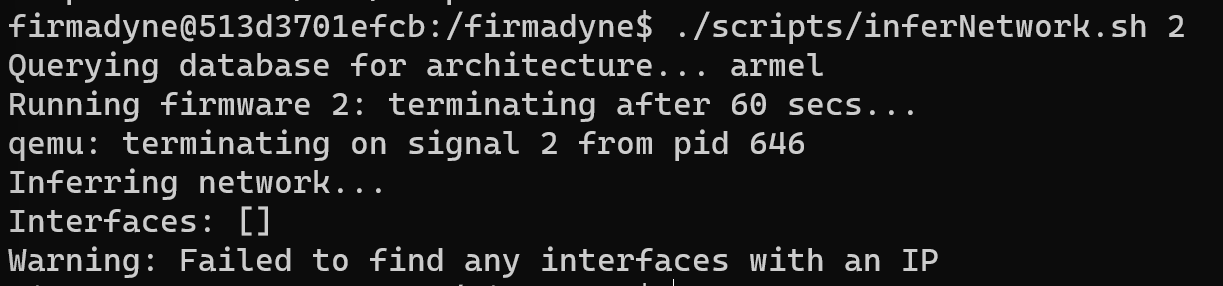 firmadyne@513d3701efcb:/firmadyne$ ./scripts/inferNetwork.sh 2
Querying database for architecture... armel
Running firmware 2: terminating after 60 secs...
qemu: terminating on signal 2 from pid 646
Inferring network...
Interfaces: []
Warning: Failed to find any interfaces with an IP